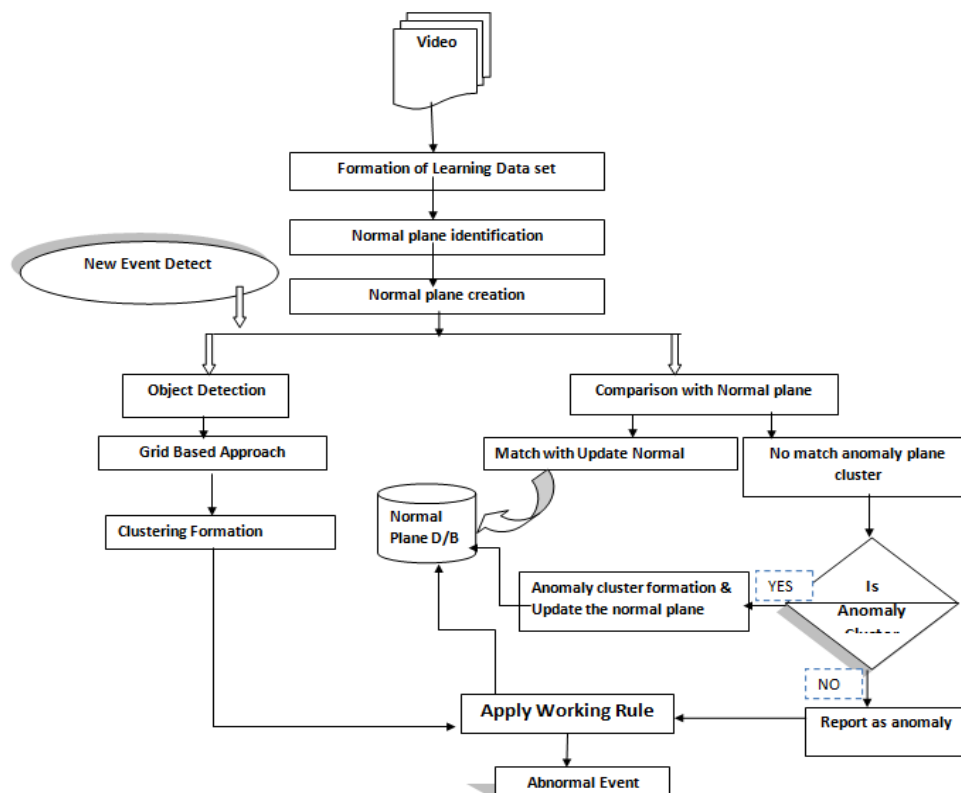 Video
Formation of Learning Data set
Normal plane identification
New Event Detect
Normal plane creation
Object Detection
Comparison with Normal plane
Grid Based Approach
Match with Update Normal
No match anomaly plane
cluster
Normal
Plane D/B
Clustering Formation
Anomaly cluster formation &
Update the normal plane
YES
Is
Anomaly
Cluster
NO
Apply Working Rule
Report as anomaly
Abnormal Event